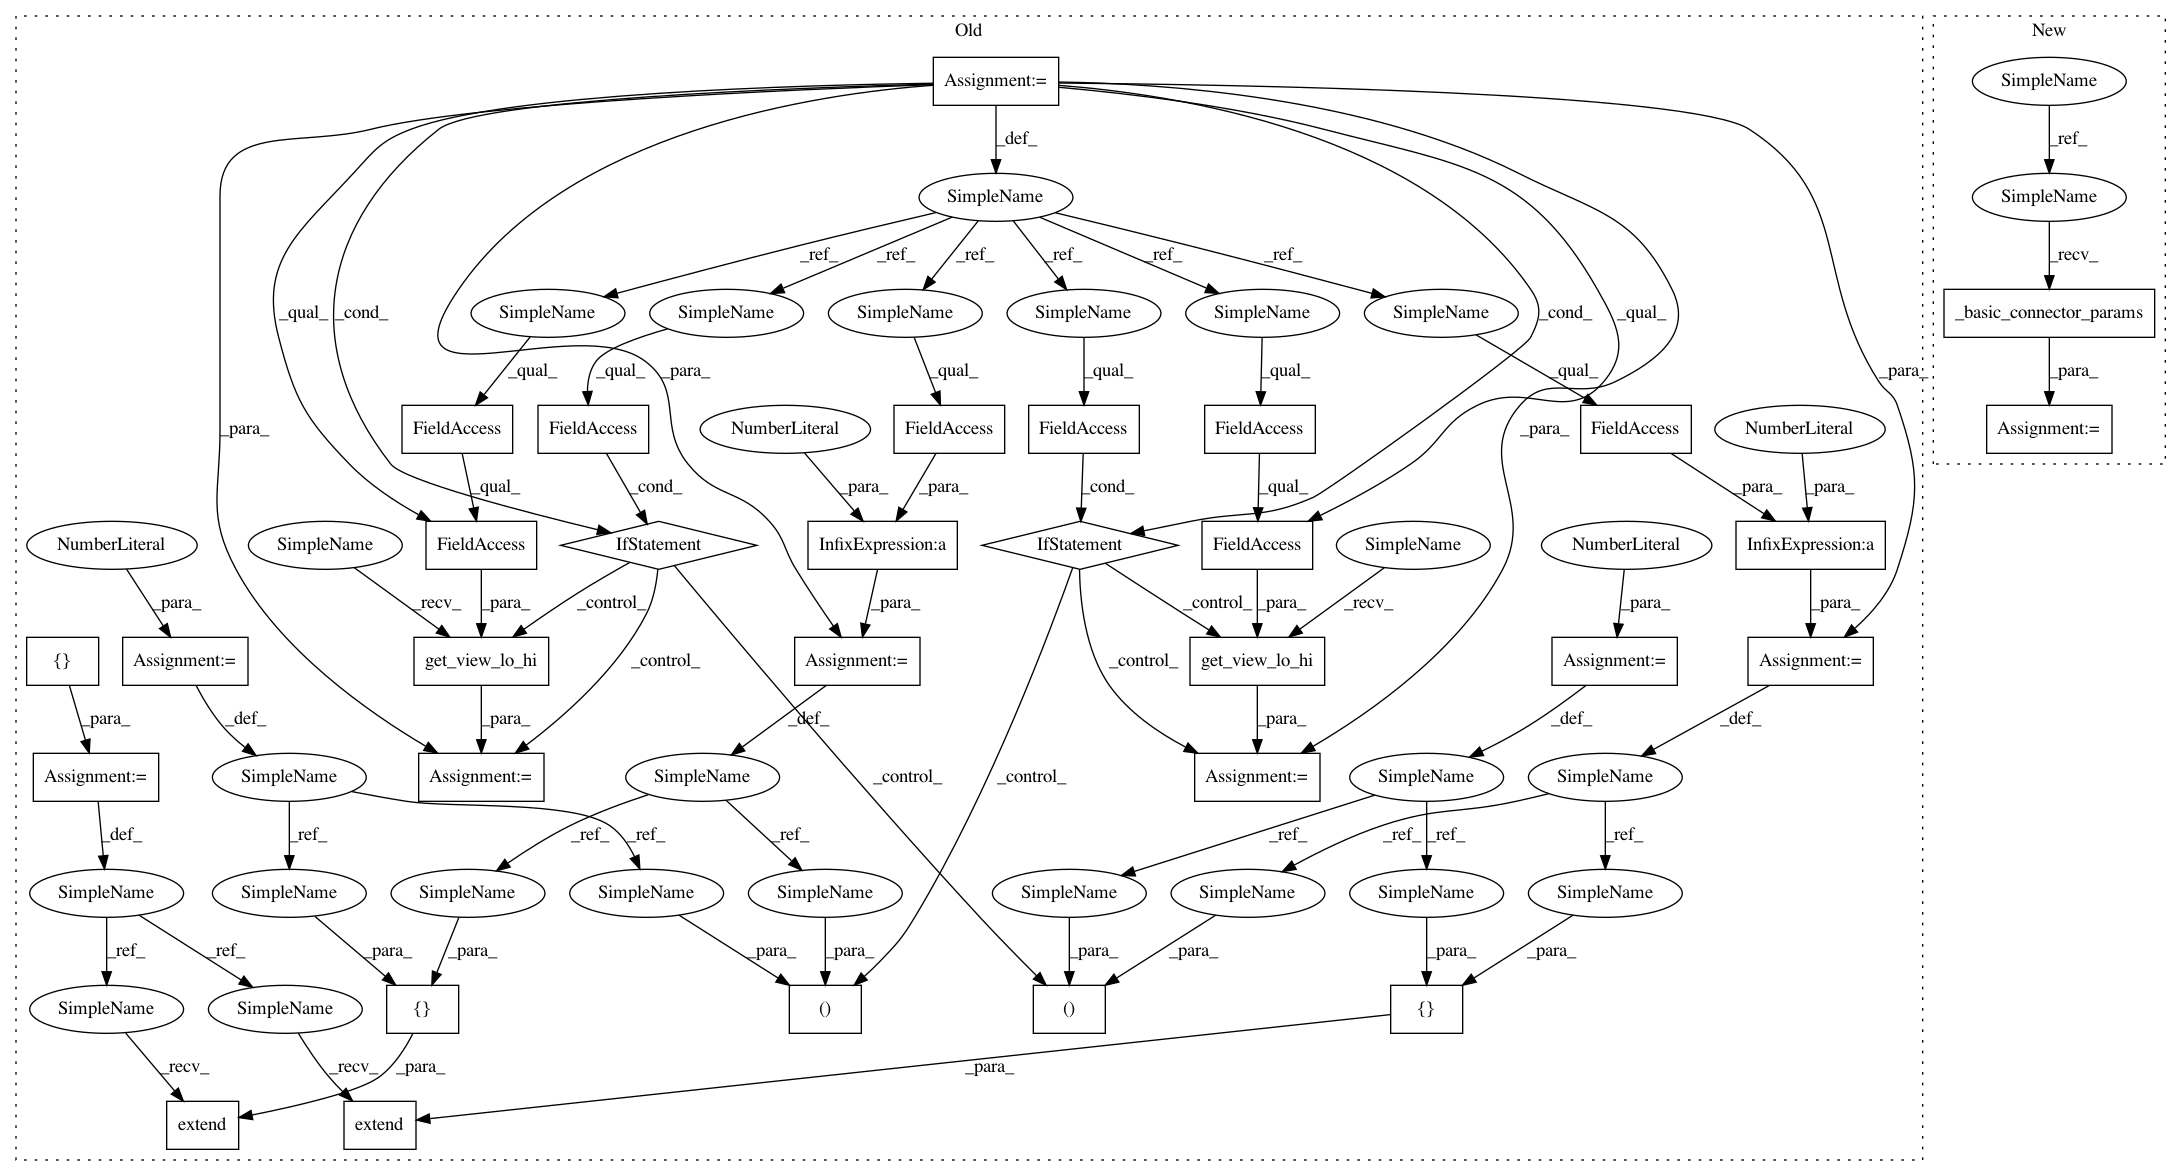 Old
New
Assignment:=
SimpleName
_def_
_ref_
SimpleName
SimpleName
_ref_
_ref_
_ref_
_ref_
_ref_
_ref_
_recv_
_qual_
_cond_
SimpleName
SimpleName
SimpleName
SimpleName
SimpleName
SimpleName
_cond_
_qual_
_basic_connector_params
_qual_
_qual_
_para_
_qual_
_qual_
_qual_
_qual_
_para_
_para_
_para_
FieldAccess
FieldAccess
NumberLiteral
FieldAccess
FieldAccess
FieldAccess
_para_
FieldAccess
NumberLiteral
Assignment:=
_qual_
_cond_
_para_
_para_
_cond_
_qual_
_para_
_para_
NumberLiteral
SimpleName
FieldAccess
IfStatement
InfixExpression:a
IfStatement
FieldAccess
SimpleName
NumberLiteral
InfixExpression:a
_para_
_recv_
_para_
_control_
_para_
_control_
_para_
_recv_
_para_
_para_
{}
Assignment:=
get_view_lo_hi
_control_
Assignment:=
_control_
get_view_lo_hi
Assignment:=
Assignment:=
_para_
_def_
_para_
_def_
_para_
_def_
_def_
Assignment:=
SimpleName
Assignment:=
SimpleName
_control_
_control_
Assignment:=
SimpleName
SimpleName
_def_
_ref_
_ref_
_ref_
_ref_
_ref_
_ref_
_ref_
_ref_
SimpleName
SimpleName
SimpleName
SimpleName
SimpleName
SimpleName
SimpleName
SimpleName
SimpleName
_ref_
_ref_
_para_
_para_
_para_
_para_
_para_
_para_
_para_
_para_
SimpleName
SimpleName
{}
()
()
{}
_recv_
_recv_
_para_
_para_
extend
extend